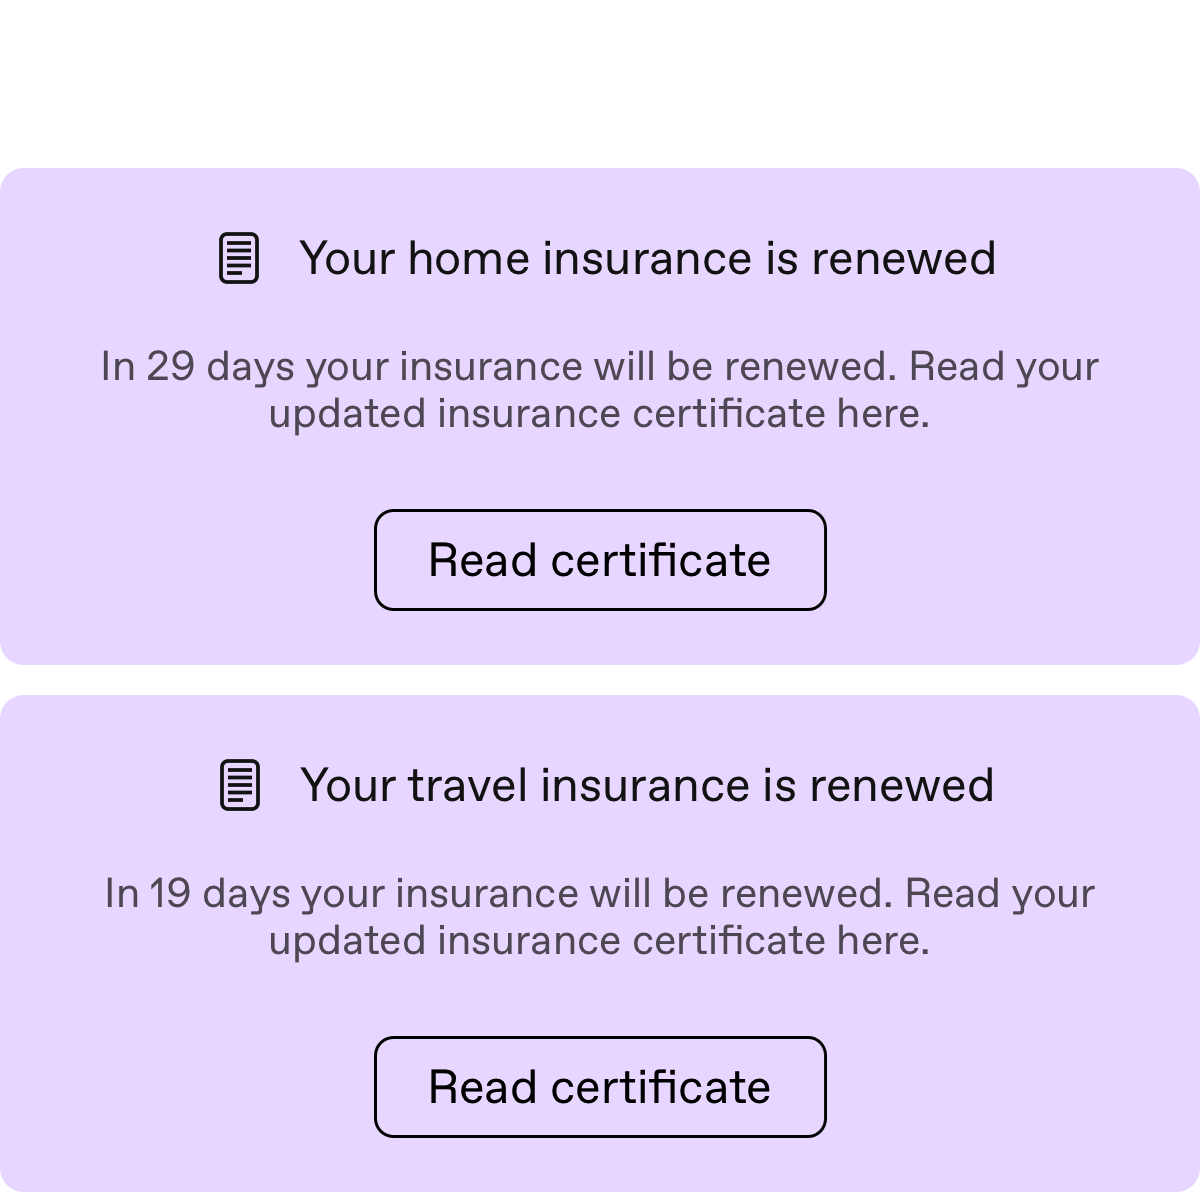 Your home insurance is renewed
In 29 days your insurance will be renewed. Read your
updated insurance certificate here.
Read certificate
Your travel insurance is renewed
In 19 days your insurance will be renewed. Read your
updated insurance certificate here.
Read certificate